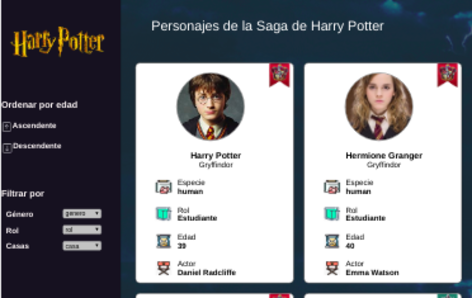 Harry Potter
Ordenar por edad
Ascendente
Descendente
Filtrar por
Género
genero
Rol
rol
Casas
casa
Personajes de la Saga de Harry Potter
Harry Potter
Gryffindor
Especie
human
Rol
Estudiante
Edad
39
Actor
Daniel Radcliffe
Hermione Granger
Gryffindor
Especie
human
Rol
Estudiante
Edad
40
Actor
Emma Watson